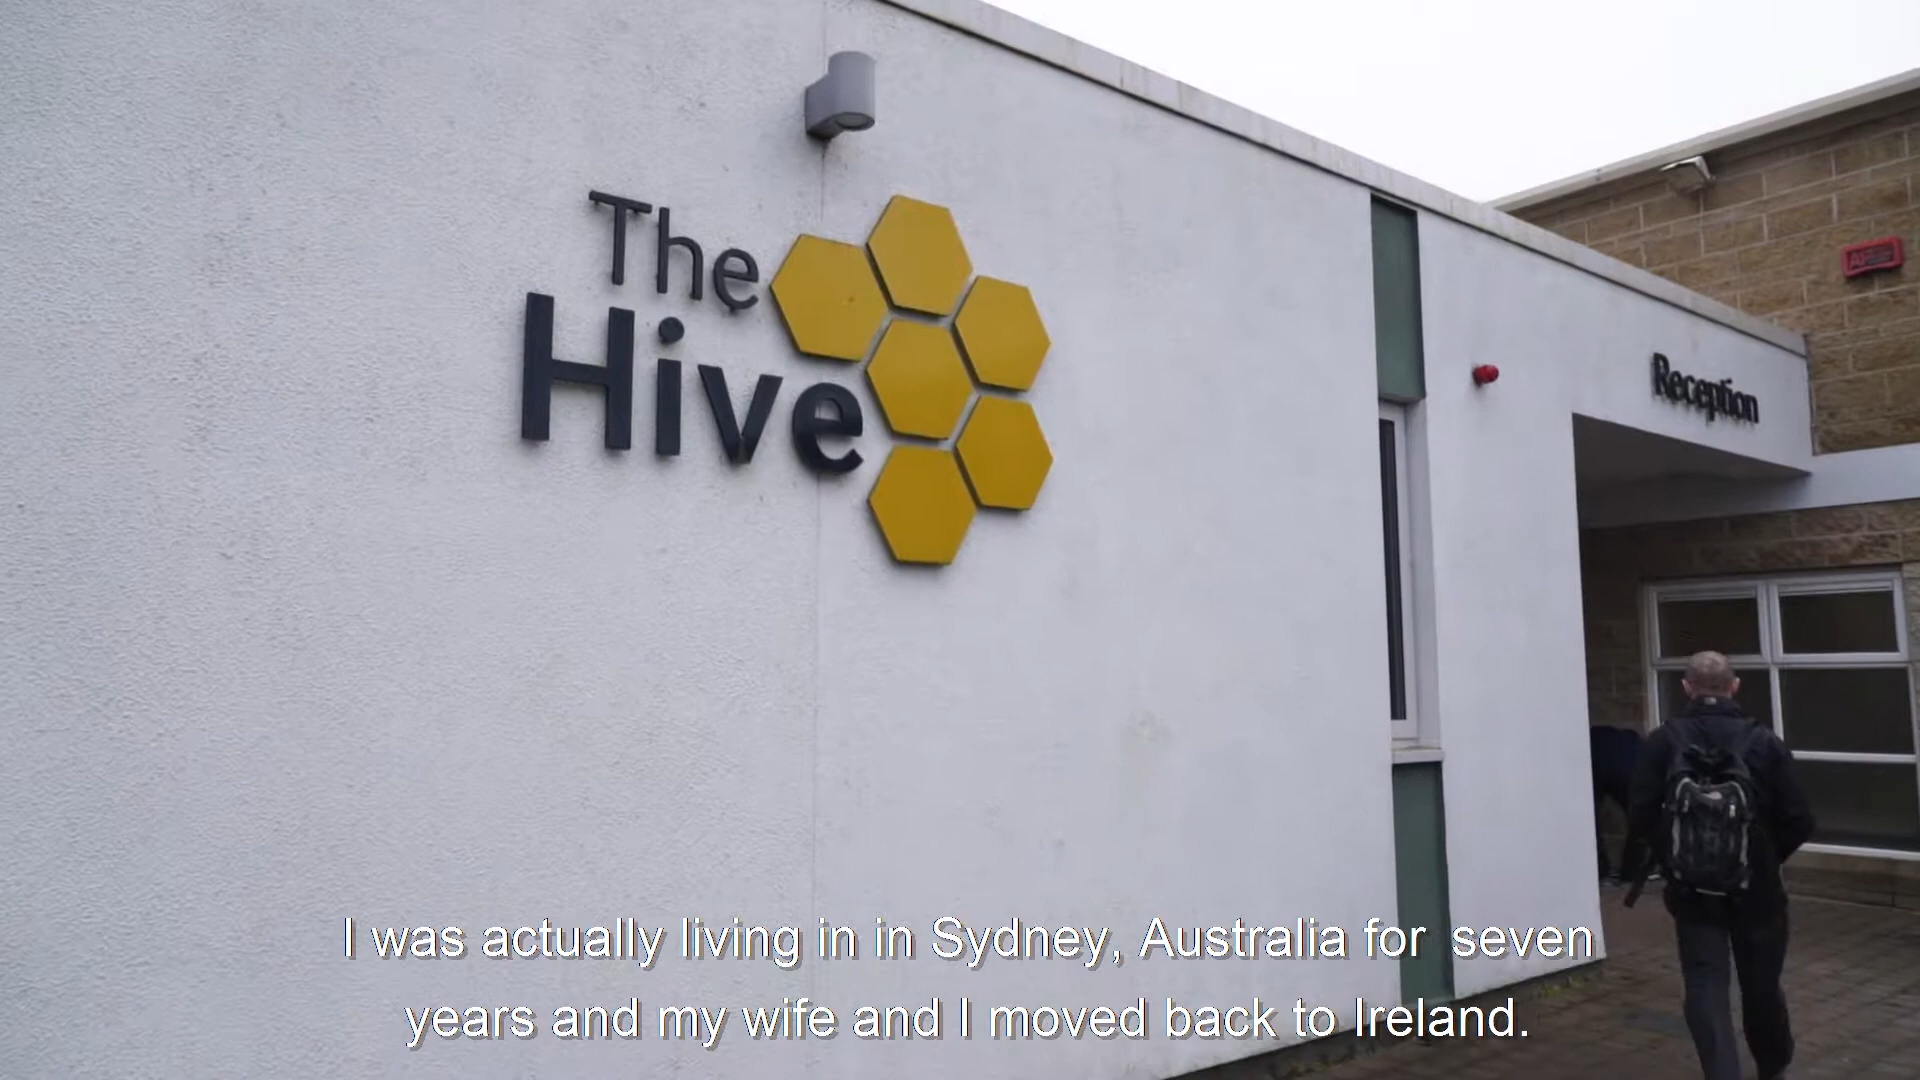 The
Hive
Reception
I was actually living in in Sydney, Australia for seven
years and my wife and I moved back to Ireland.